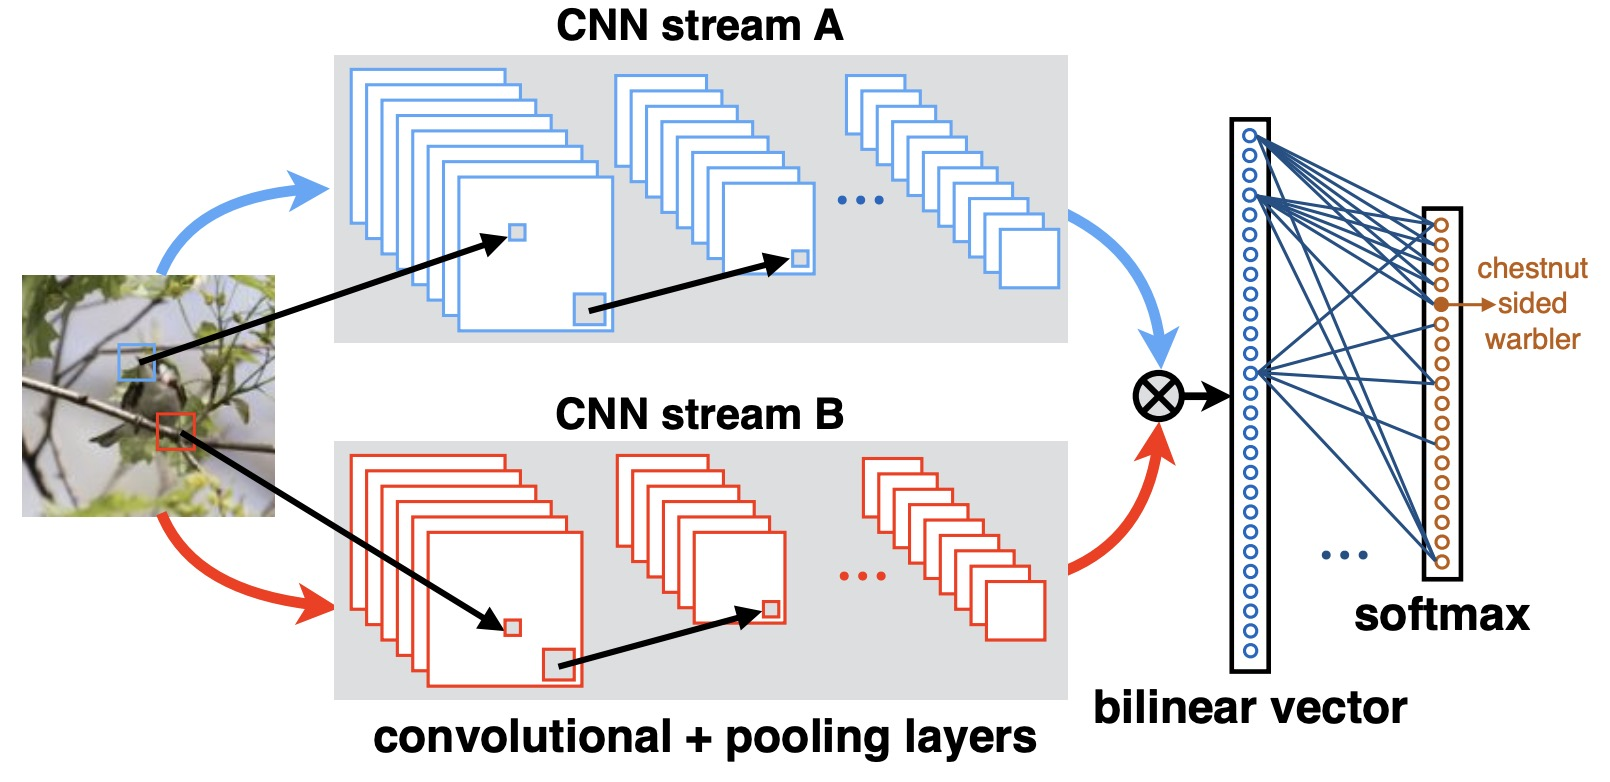 CNN stream A
CNN stream B
convolutional + pooling layers
bilinear vector
softmax
chestnut
sided
warbler